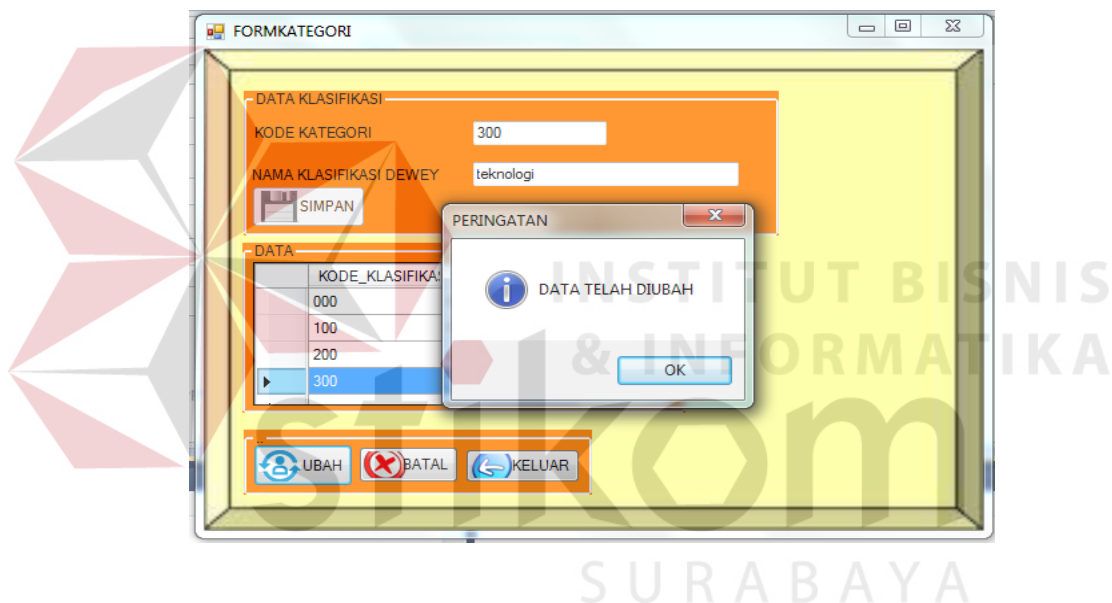 FORMKATEGORI
DATA KLASIFIKASI
KODE KATEGORI 300
NAMA KLASIFIKASI DEWEY teknologi
SIMPAN
PERINGATAN
DATA TELAH DIUBAH
OK
DATA
KODE_KLASIFIKA
000
100
200
300
..
UBAH BATAL KELUAR
INSTITUT BISNIS
& INFORMATIKA
stikom
SURABAYA